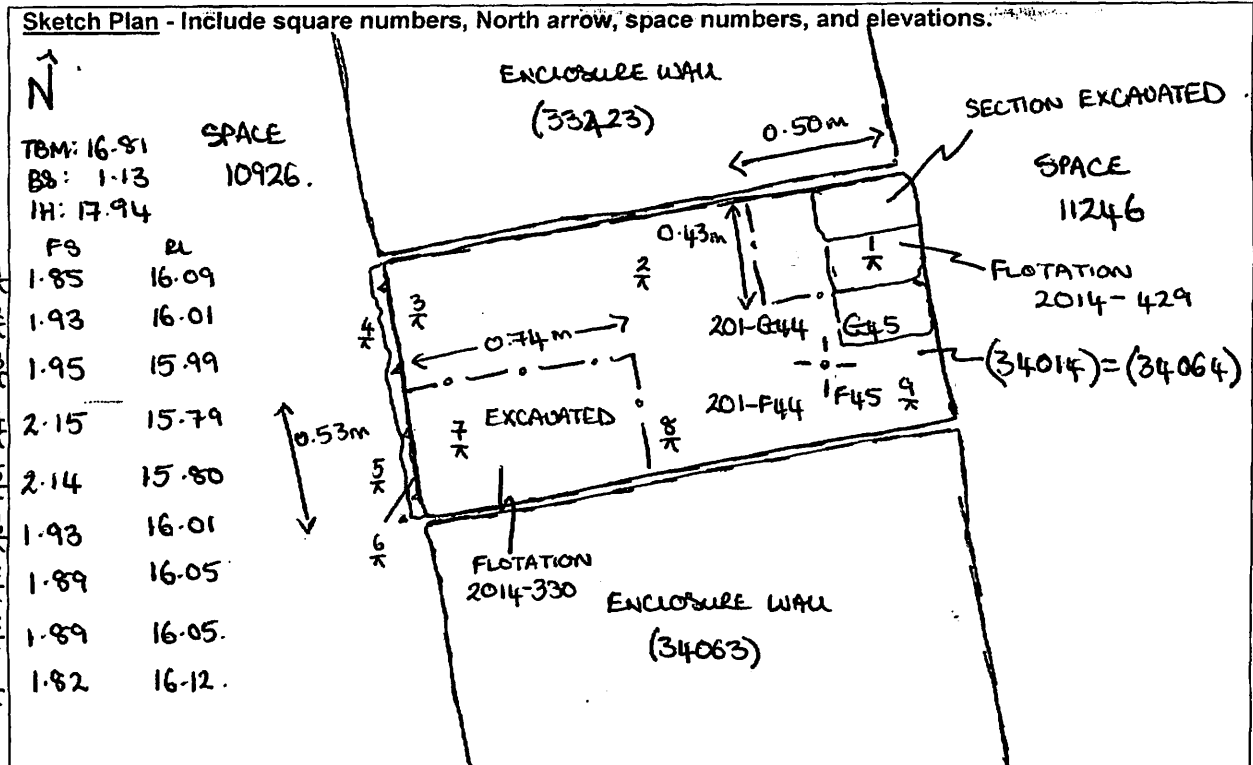 Sketch Plan - Include square numbers, North arrow, space numbers, and elevations.
N
TBM: 16.81
BS: 1.13
IH: 17.94
SPACE
10926.
FS RL
1.85 16.09
1.93 16.01
1.95 15.99
2.15 15.79
2.14 15.80
1.93 16.01
1.89 16.05
1.89 16.05.
1.82 16.12.
ENCLOSURE WALL
0.50m
SECTION EXCAVATED
SPACE
11246
0.43m
1
2
3
4
5
6
7
8
9
FLOTATION
2014-429
201-G44 G45
0.74m
(34014)=(34064)
201-F44 F45
EXCAVATED
0.53m
FLOTATION
2014-330
ENCLOSURE WALL
(34063)